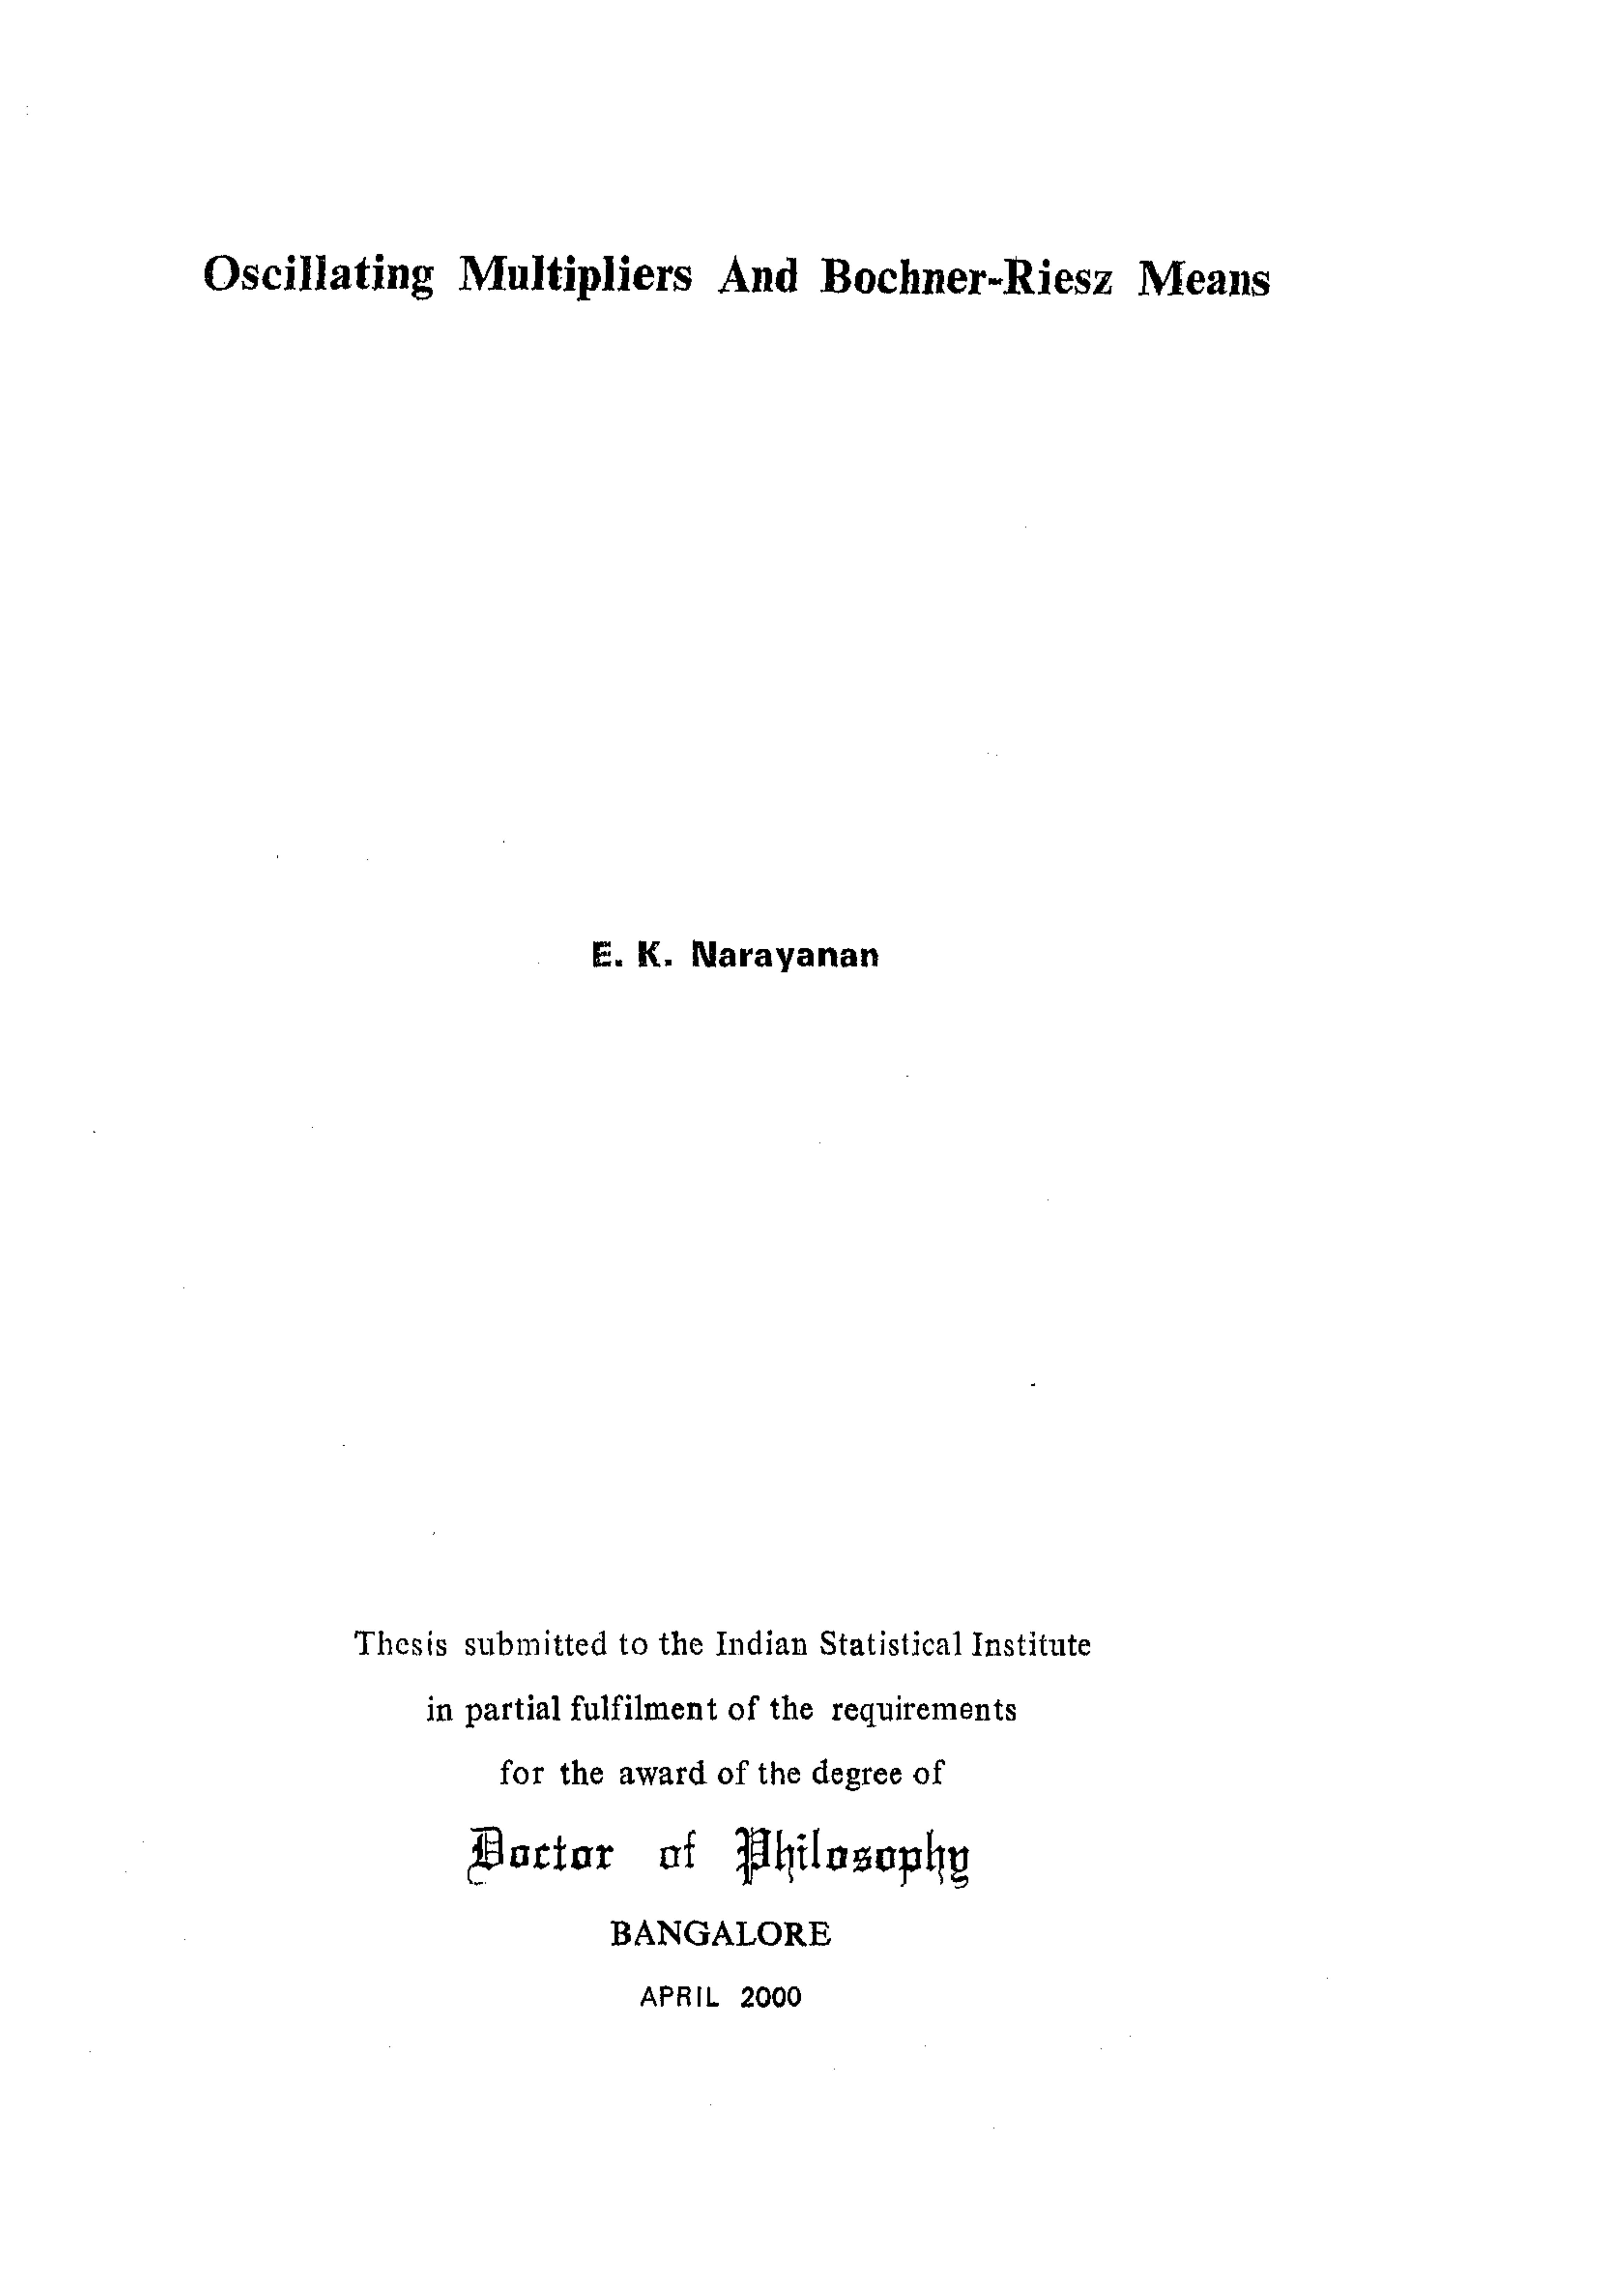 Oscillating Multipliers And Bochner-Riesz Means
E. K. Narayanan
Thesis submitted to the Indian Statistical Institute
in partial fulfilment of the requirements
for the award of the degree of
Doctor of Philosophy
BANGALORE
APRIL 2000